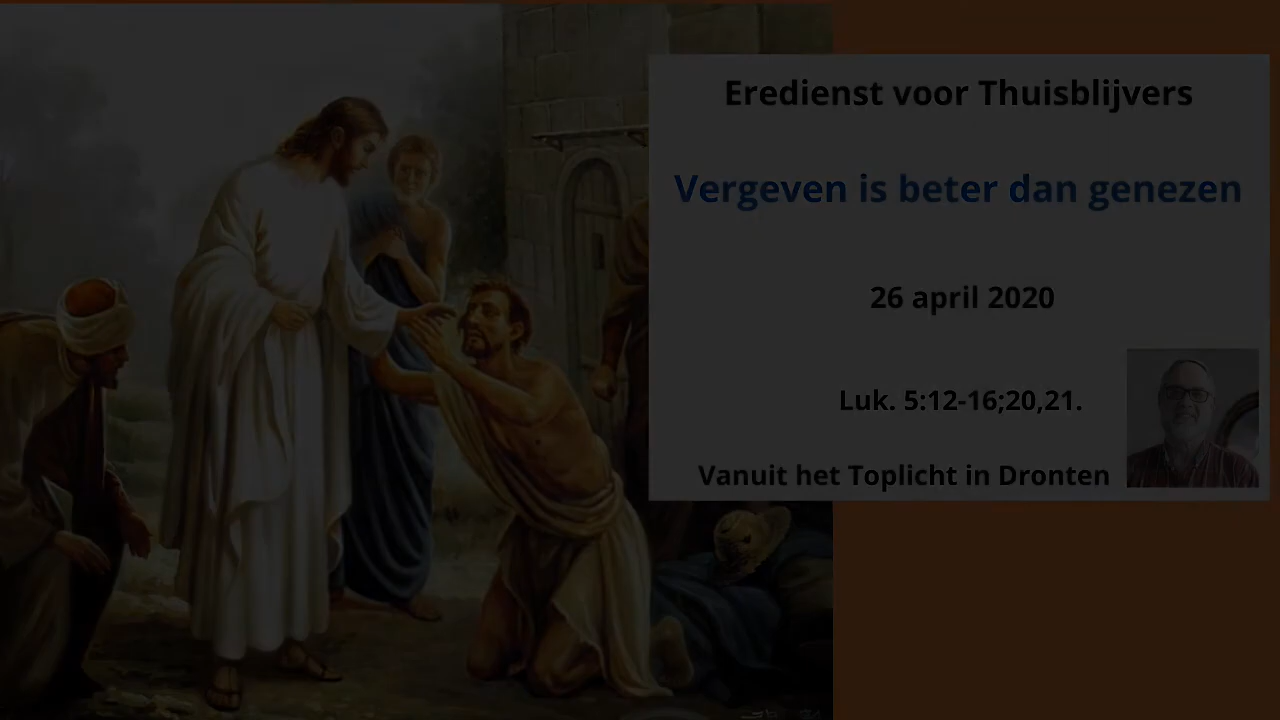 Eredienst voor Thuisblijvers
Vergeven is beter dan genezen
26 april 2020
Luk. 5:12-16;20,21.
Vanuit het Toplicht in Dronten